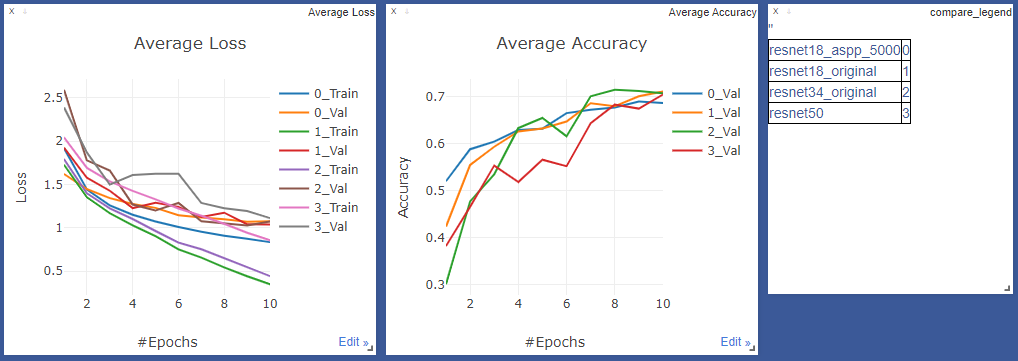 X ↓ Average Loss
Average Loss
2.5
2
1.5
1
0.5
Loss
2 4 6 8 10
#Epochs
0_Train
0_Val
1_Train
1_Val
2_Train
2_Val
3_Train
3_Val
Edit »
X ↓ Average Accuracy
Average Accuracy
0.7
0.6
0.5
0.4
0.3
Accuracy
2 4 6 8 10
#Epochs
0_Val
1_Val
2_Val
3_Val
Edit »
X ↓ compare_legend
"
resnet18_aspp_5000 0
resnet18_original 1
resnet34_original 2
resnet50 3